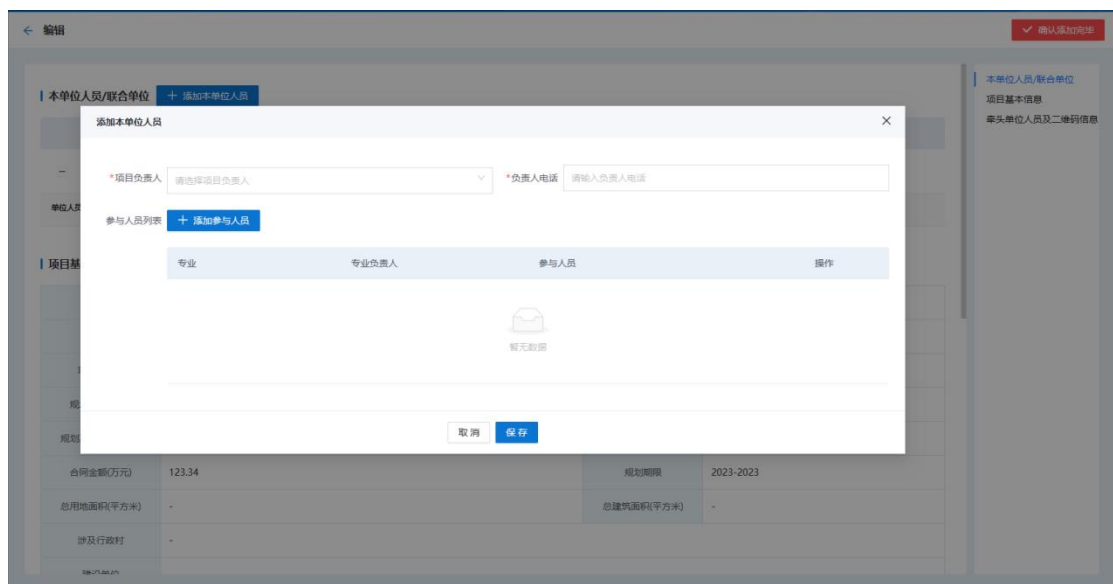 编辑
确认添加完毕
本单位人员/联合单位 添加本单位人员
本单位人员/联合单位
项目基本信息
牵头单位人员及二维码信息
添加本单位人员
*项目负责人 请选择项目负责人 *负责人电话 请输入负责人电话
单位人员
参与人员列表 添加参与人员
项目基
专业 专业负责人 参与人员 操作
暂无数据
规划
取消 保存
合同金额(万元) 123.34 规划期限 2023-2023
总用地面积(平方米) - 总建筑面积(平方米) -
涉及行政村 -
建设单位